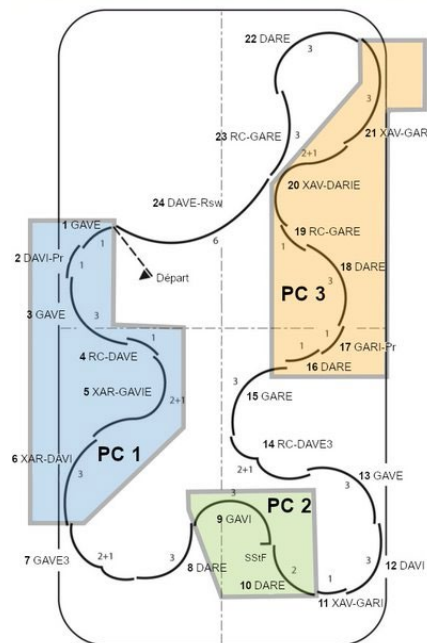 22 DARE
3
3
21 XAV-GARI
23 RC-GARE
3
2+1
20 XAV-DARIE
24 DAVE-Rsw
6
1 GAVE
1
2 DAVI-Pr
1
Départ
3 GAVE
3
19 RC-GARE
1
18 DARE
3
PC 3
4 RC-DAVE
1
1
1
17 GARI-Pr
16 DARE
5 XAR-GAVIE
2+1
3
15 GARE
14 RC-DAVE3
2+1
6 XAR-DAVI
3
PC 1
13 GAVE
3
3
PC 2
9 GAVI
7 GAVE3
2+1
3
8 DARE
SStF
10 DARE
2
1
3
12 DAVI
11 XAV-GARI